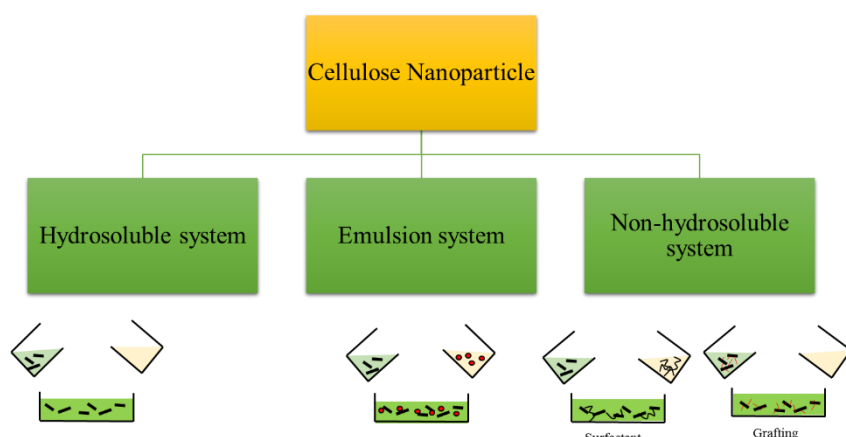 Cellulose Nanoparticle
Hydrosoluble system
Emulsion system
Non-hydrosoluble
system
Surfactant
Grafting